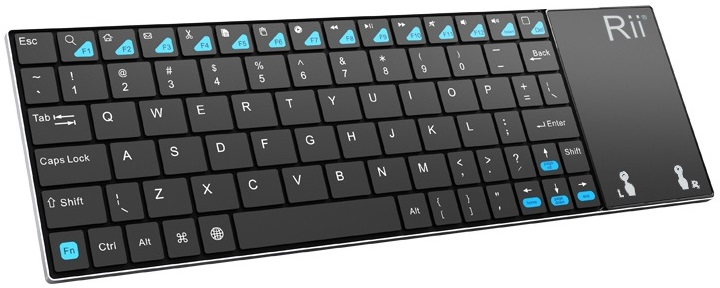 Rii®
Esc F1 F2 F3 F4 F5 F6 F7 F8 F9 F10 F11 F12
~ ` ! 1 @ 2 # 3 $ 4 % 5 ^ 6 & 7 * 8 ( 9 ) 0 _ - Back
Tab Q W E R T Y U I O P + = | \
Caps Lock A S D F G H J K L : ; Enter
Shift | \ Z X C V B N M < , > . ? / Shift
Fn Ctrl Alt ⌘ Alt { [ } ] " '
L R